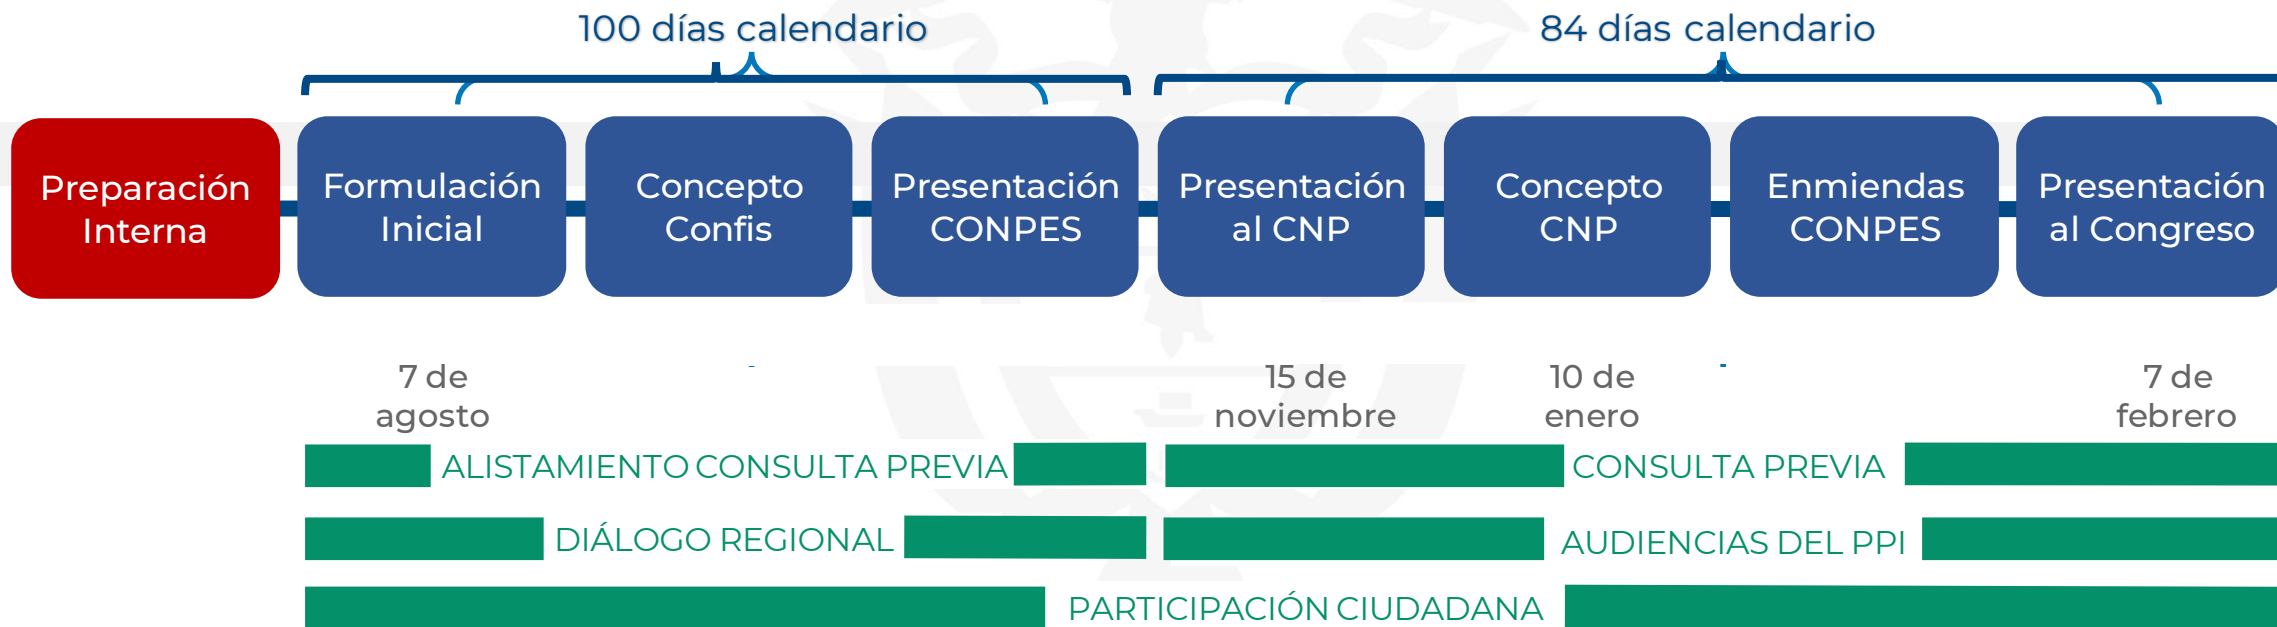 100 días calendario
84 días calendario
Preparación
Interna
Formulación
Inicial
Concepto
Confis
Presentación
CONPES
Presentación
al CNP
Concepto
CNP
Enmiendas
CONPES
Presentación
al Congreso
7 de
agosto
15 de
noviembre
10 de
enero
7 de
febrero
ALISTAMIENTO CONSULTA PREVIA
CONSULTA PREVIA
DIÁLOGO REGIONAL
AUDIENCIAS DEL PPI
PARTICIPACIÓN CIUDADANA